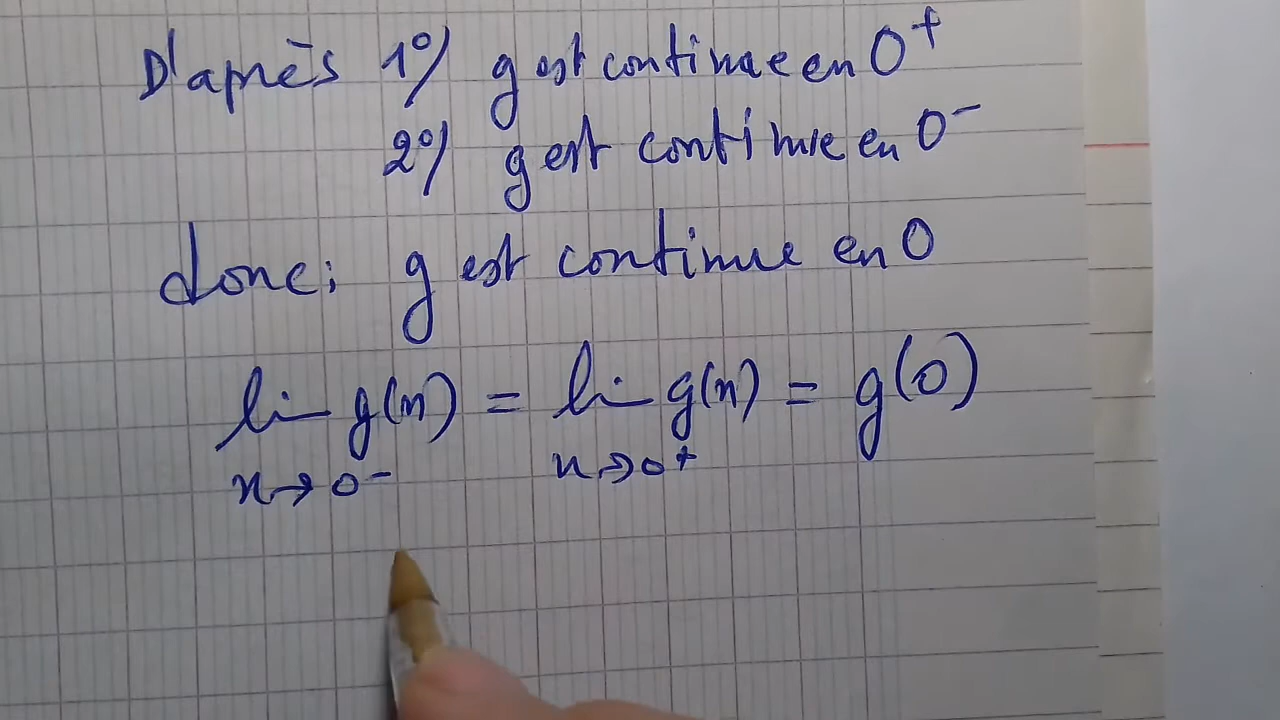 D'après 1°/ g est continue en 0⁺
2°/ g est continue en 0⁻
donc: g est continue en 0
lim g(x) = lim g(x) = g(0)
x→0⁻ x→0⁺